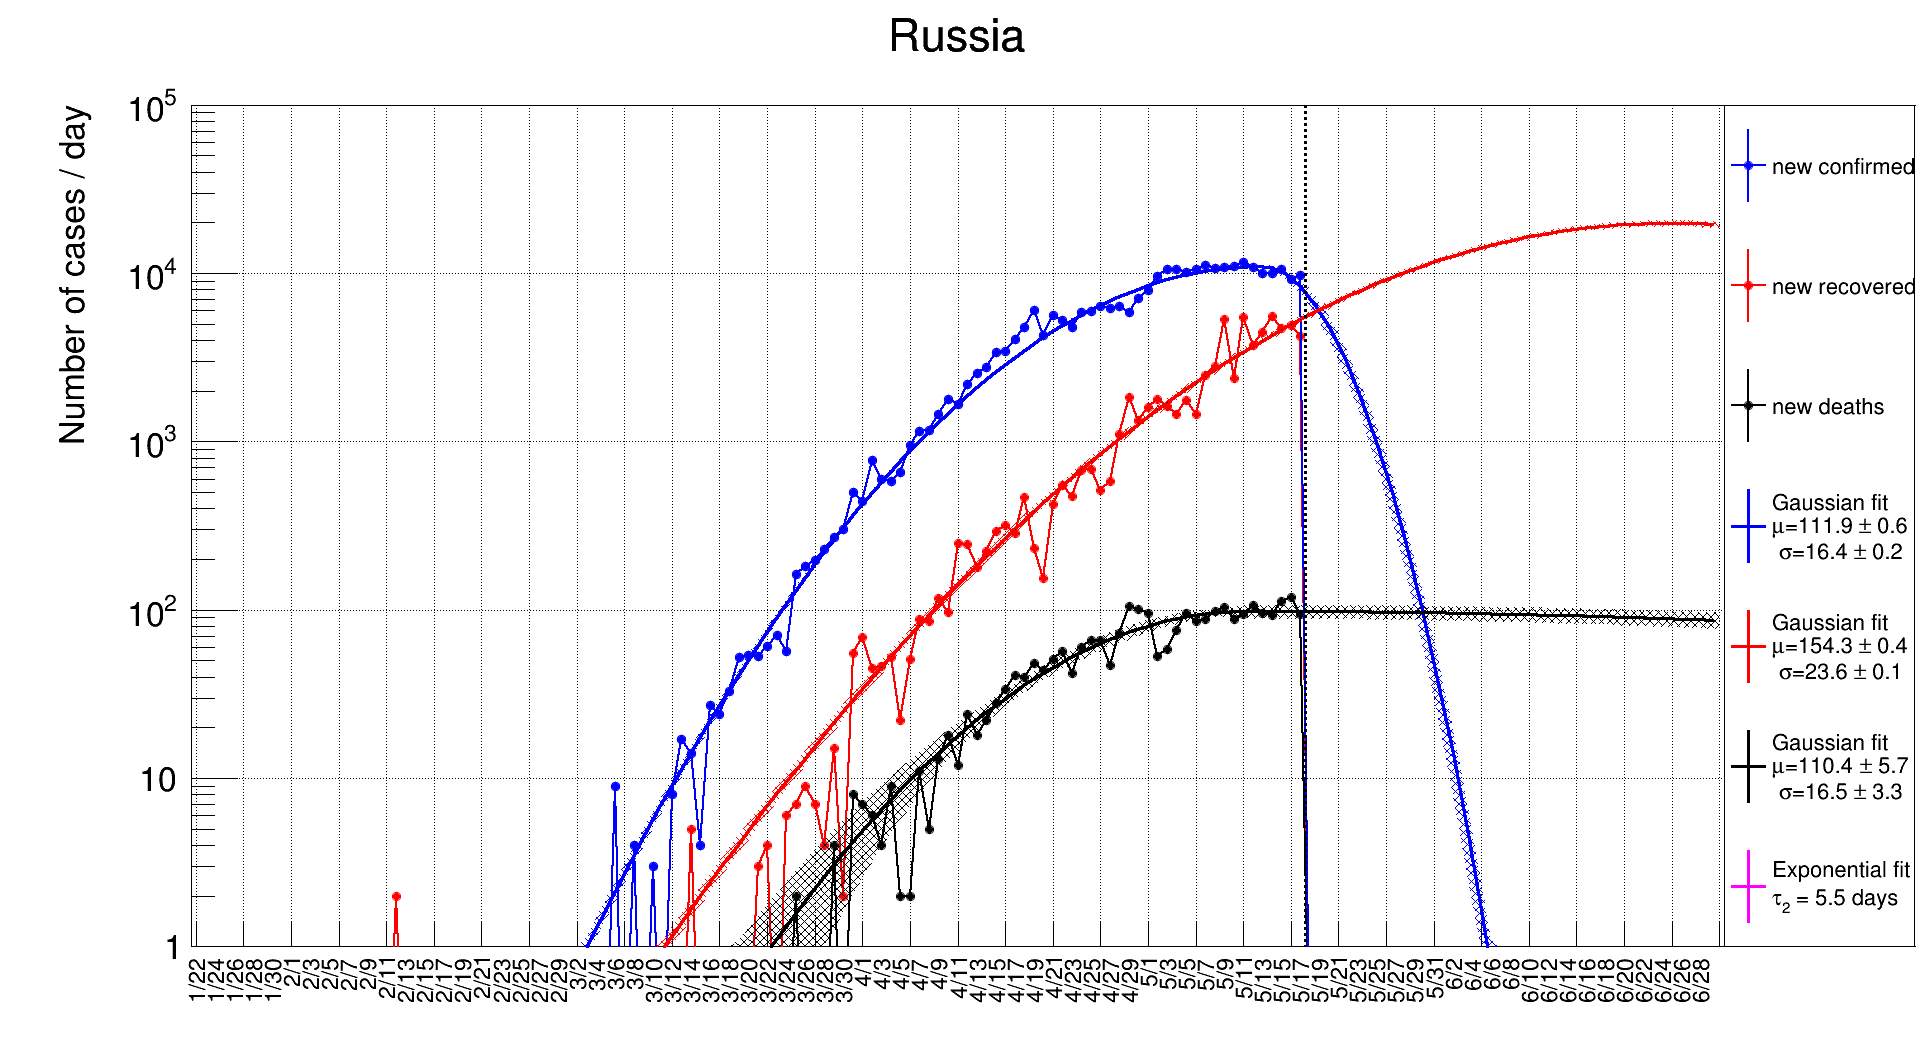 Russia
Number of cases / day
10^5
10^4
10^3
10^2
10
1
1/22 1/24 1/26 1/28 1/30 2/1 2/3 2/5 2/7 2/9 2/11 2/13 2/15 2/17 2/19 2/21 2/23 2/25 2/27 2/29 3/2 3/4 3/6 3/8 3/10 3/12 3/14 3/16 3/18 3/20 3/22 3/24 3/26 3/28 3/30 4/1 4/3 4/5 4/7 4/9 4/11 4/13 4/15 4/17 4/19 4/21 4/23 4/25 4/27 4/29 5/1 5/3 5/5 5/7 5/9 5/11 5/13 5/15 5/17 5/19 5/21 5/23 5/25 5/27 5/29 5/31 6/2 6/4 6/6 6/8 6/10 6/12 6/14 6/16 6/18 6/20 6/22 6/24 6/26 6/28
new confirmed
new recovered
new deaths
Gaussian fit
μ=111.9 ± 0.6
σ=16.4 ± 0.2
Gaussian fit
μ=154.3 ± 0.4
σ=23.6 ± 0.1
Gaussian fit
μ=110.4 ± 5.7
σ=16.5 ± 3.3
Exponential fit
τ₂ = 5.5 days